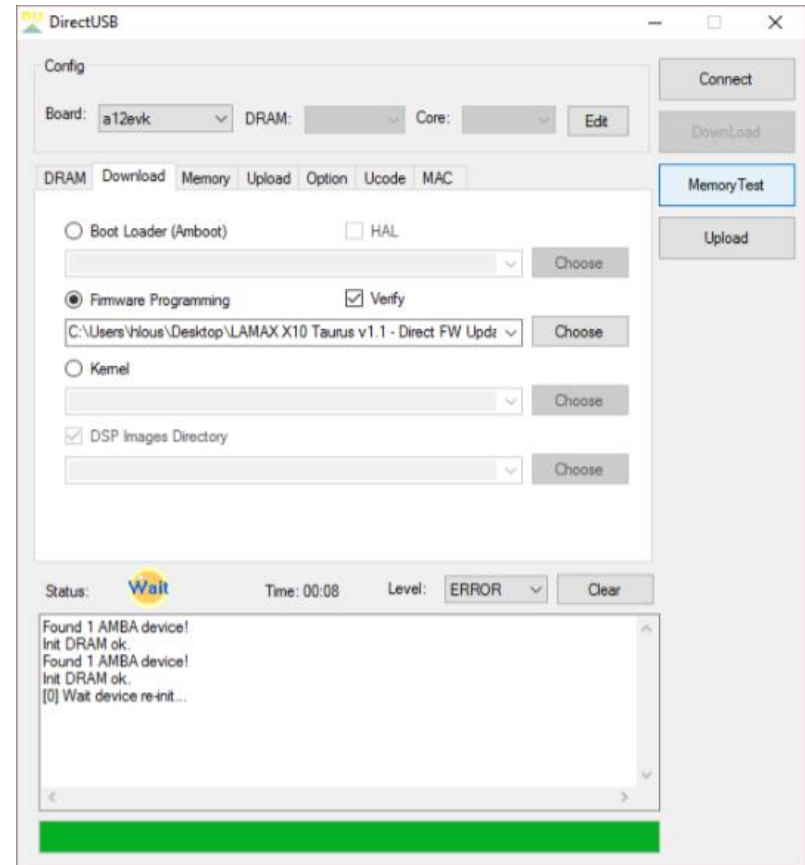 DirectUSB
Config
Board: a12evk DRAM: Core: Edit
Connect
DownLoad
MemoryTest
Upload
DRAM Download Memory Upload Option Ucode MAC
Boot Loader (Amboot) HAL
Choose
Firmware Programming Verify
C:\Users\hlous\Desktop\LAMAX X10 Taurus v1.1 - Direct FW Upda Choose
Kernel
Choose
DSP Images Directory
Choose
Status: Wait Time: 00:08 Level: ERROR Clear
Found 1 AMBA device!
Init DRAM ok.
Found 1 AMBA device!
Init DRAM ok.
[0] Wait device re-init...